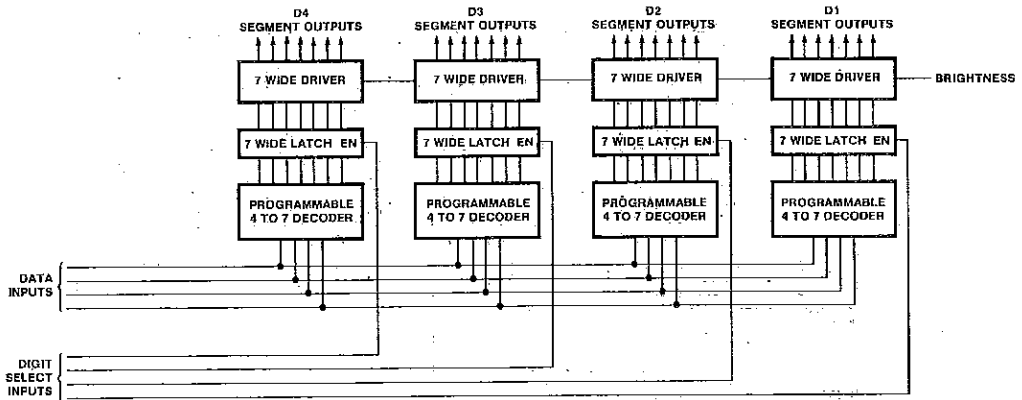 D4
SEGMENT OUTPUTS
D3
SEGMENT OUTPUTS
D2
SEGMENT OUTPUTS
D1
SEGMENT OUTPUTS
7 WIDE DRIVER
7 WIDE DRIVER
7 WIDE DRIVER
7 WIDE DRIVER
BRIGHTNESS
7 WIDE LATCH EN
7 WIDE LATCH EN
7 WIDE LATCH EN
7 WIDE LATCH EN
PROGRAMMABLE
4 TO 7 DECODER
PROGRAMMABLE
4 TO 7 DECODER
PROGRAMMABLE
4 TO 7 DECODER
PROGRAMMABLE
4 TO 7 DECODER
DATA
INPUTS
DIGIT
SELECT
INPUTS